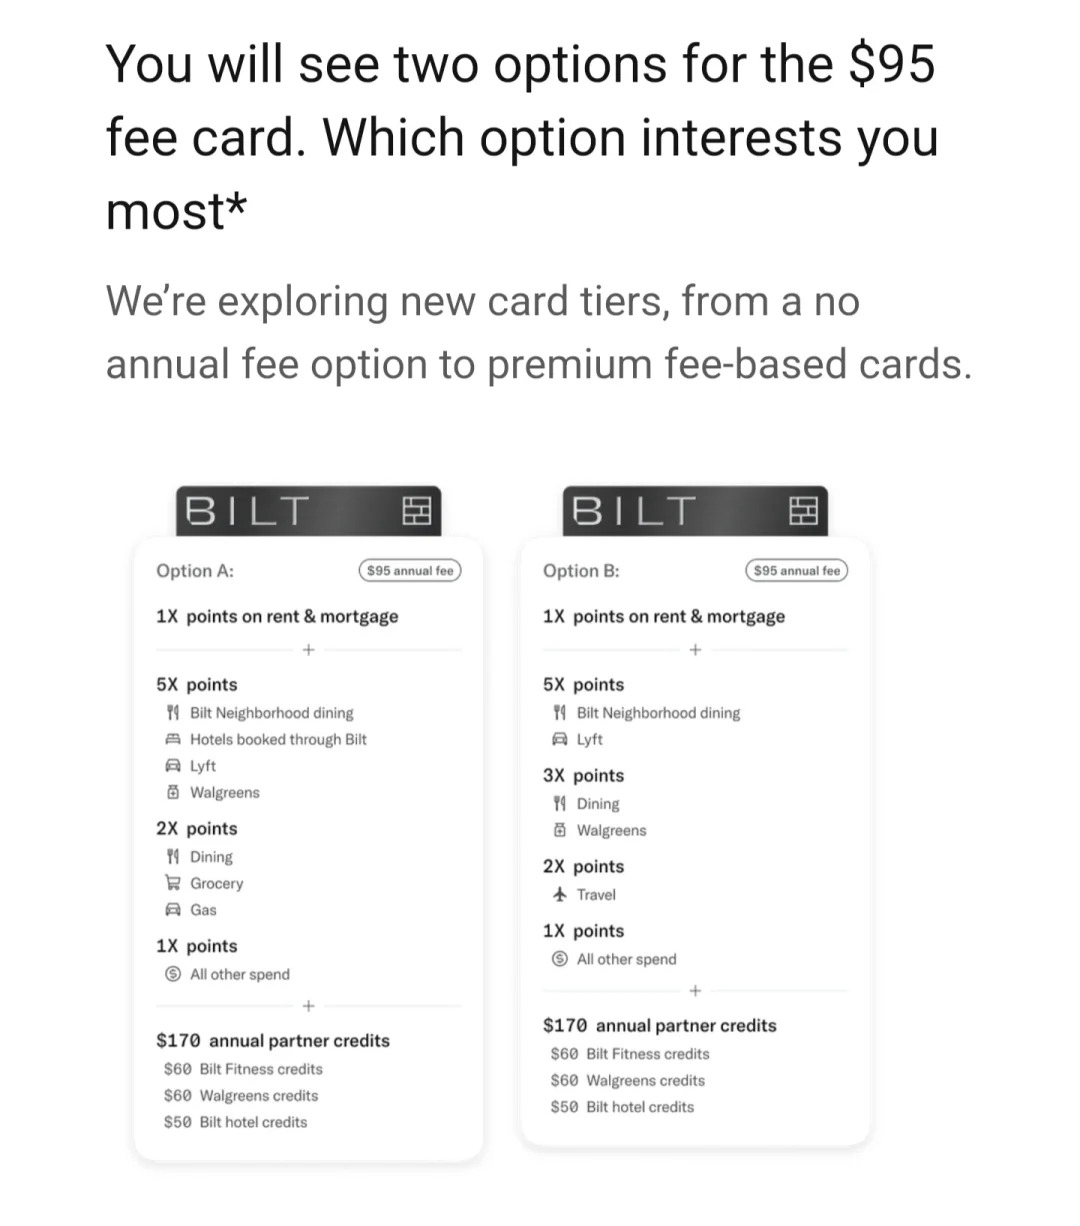 You will see two options for the $95
fee card. Which option interests you
most*
We're exploring new card tiers, from a no
annual fee option to premium fee-based cards.
BILT
Option A:
$95 annual fee
1X points on rent & mortgage
+
5X points
Bilt Neighborhood dining
Hotels booked through Bilt
Lyft
Walgreens
2X points
Dining
Grocery
Gas
1X points
All other spend
+
$170 annual partner credits
$60 Bilt Fitness credits
$60 Walgreens credits
$50 Bilt hotel credits
BILT
Option B:
$95 annual fee
1X points on rent & mortgage
+
5X points
Bilt Neighborhood dining
Lyft
3X points
Dining
Walgreens
2X points
Travel
1X points
All other spend
+
$170 annual partner credits
$60 Bilt Fitness credits
$60 Walgreens credits
$50 Bilt hotel credits